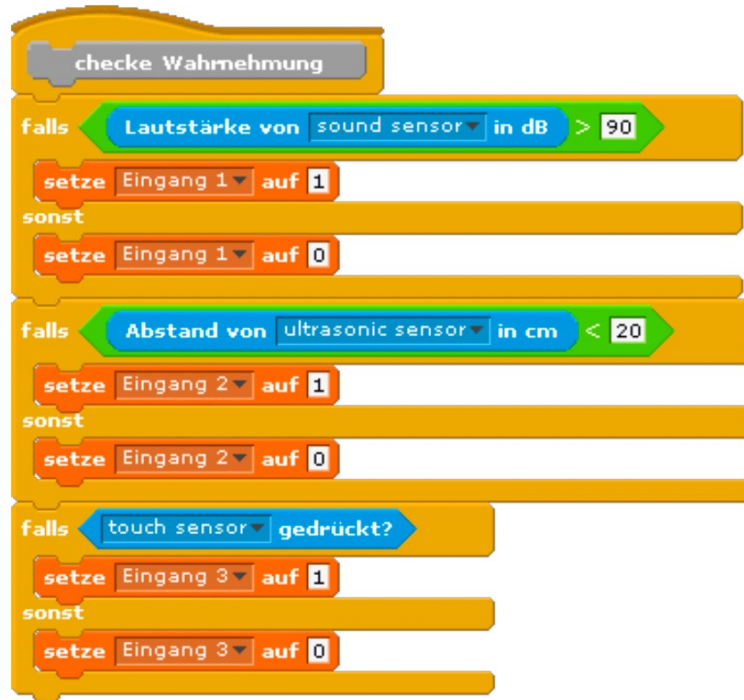 checke Wahrnehmung
falls Lautstärke von sound sensor in dB > 90
setze Eingang 1 auf 1
sonst
setze Eingang 1 auf 0
falls Abstand von ultrasonic sensor in cm < 20
setze Eingang 2 auf 1
sonst
setze Eingang 2 auf 0
falls touch sensor gedrückt?
setze Eingang 3 auf 1
sonst
setze Eingang 3 auf 0